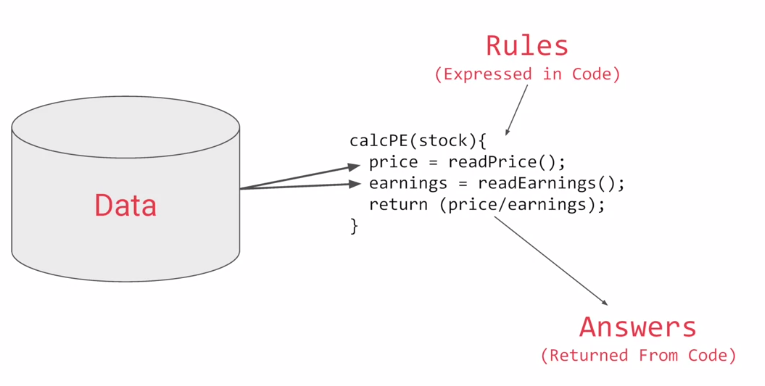 Rules
(Expressed in Code)
calcPE(stock){
price = readPrice();
earnings = readEarnings();
return (price/earnings);
}
Data
Answers
(Returned From Code)